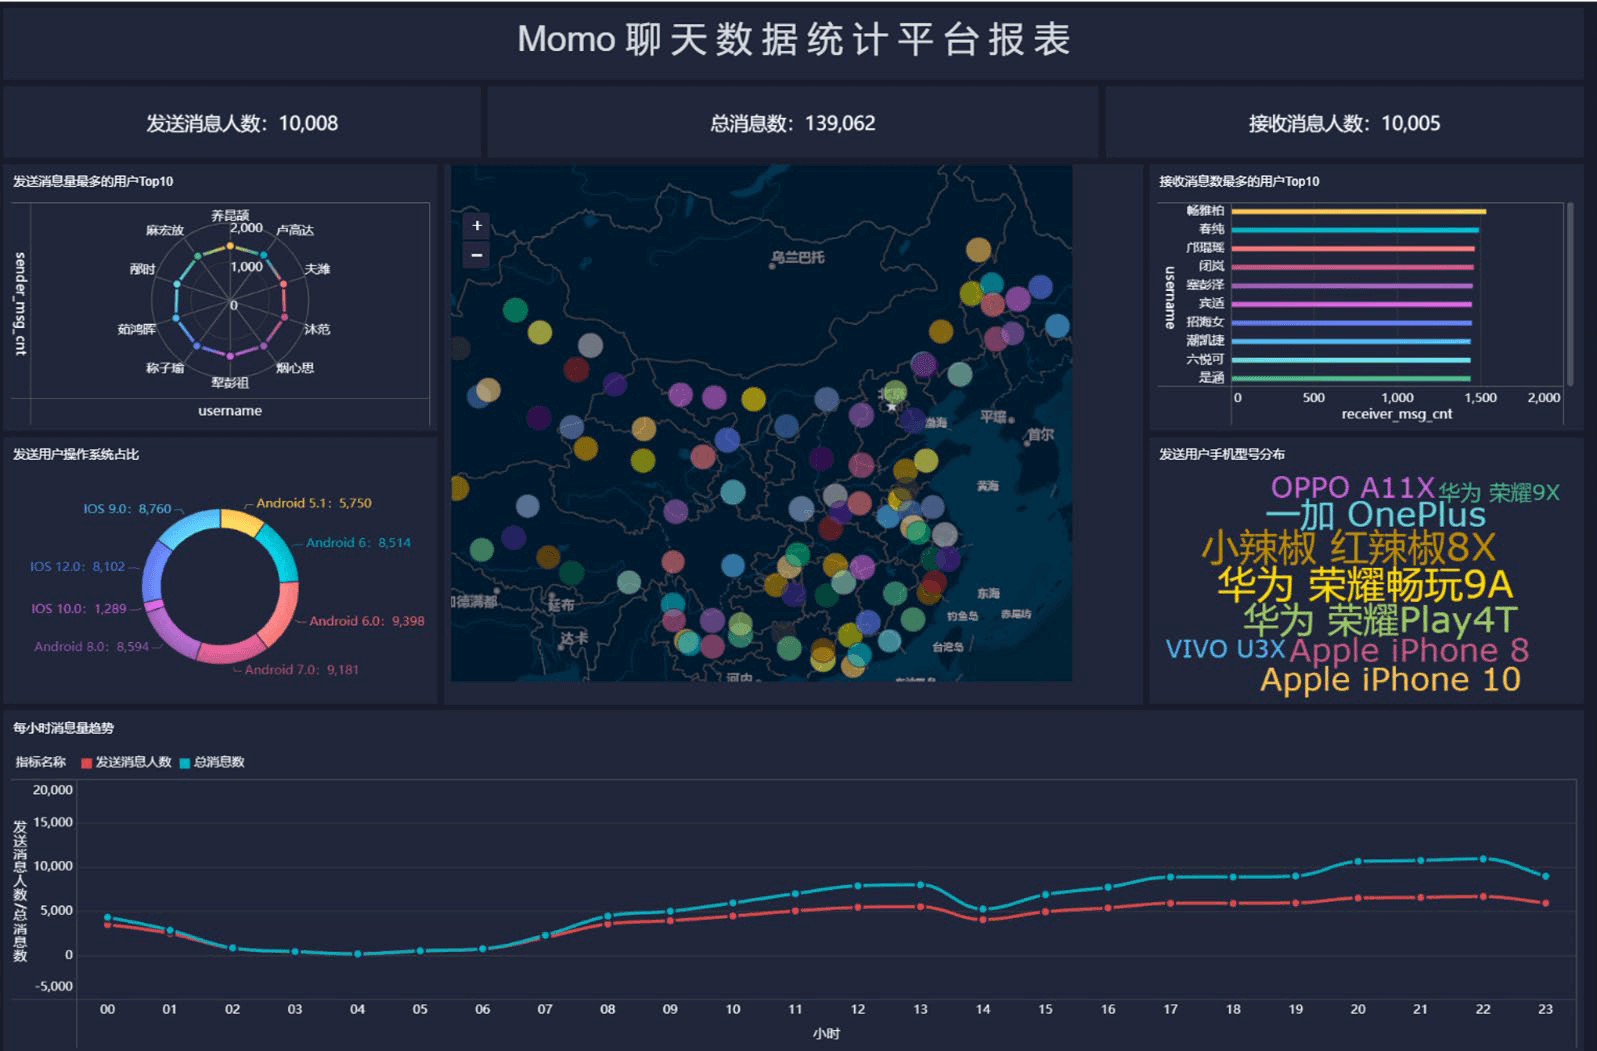 Momo 聊天数据统计平台报表
发送消息人数：10,008
总消息数：139,062
接收消息人数：10,005
发送消息量最多的用户Top10
养昆颉
2,000
卢高达
麻宏放
1,000
夫潍
鄁时
0
茹鸿晖
沐范
称子瑜
烟心思
犁彭祖
sender_msg_cnt
username
乌兰巴托
渤海
平壤
首尔
黄海
东海
钓鱼岛
赤尾屿
台湾岛
加德满都
廷布
达卡
河内
接收消息数最多的用户Top10
畅雅柏
春纯
邝琨瑶
闭岚
塞彭泽
宾适
招海女
潮凯捷
六悦可
是涵
username
0
500
1,000
1,500
2,000
receiver_msg_cnt
发送用户操作系统占比
IOS 9.0：8,760
Android 5.1：5,750
Android 6：8,514
IOS 12.0：8,102
IOS 10.0：1,289
Android 6.0：9,398
Android 8.0：8,594
Android 7.0：9,181
发送用户手机型号分布
OPPO A11X
华为 荣耀9X
一加 OnePlus
小辣椒 红辣椒8X
华为 荣耀畅玩9A
华为 荣耀Play4T
VIVO U3X
Apple iPhone 8
Apple iPhone 10
每小时消息量趋势
指标名称 发送消息人数 总消息数
20,000
15,000
10,000
5,000
0
-5,000
发送消息人数/总消息数
00 01 02 03 04 05 06 07 08 09 10 11 12 13 14 15 16 17 18 19 20 21 22 23
小时